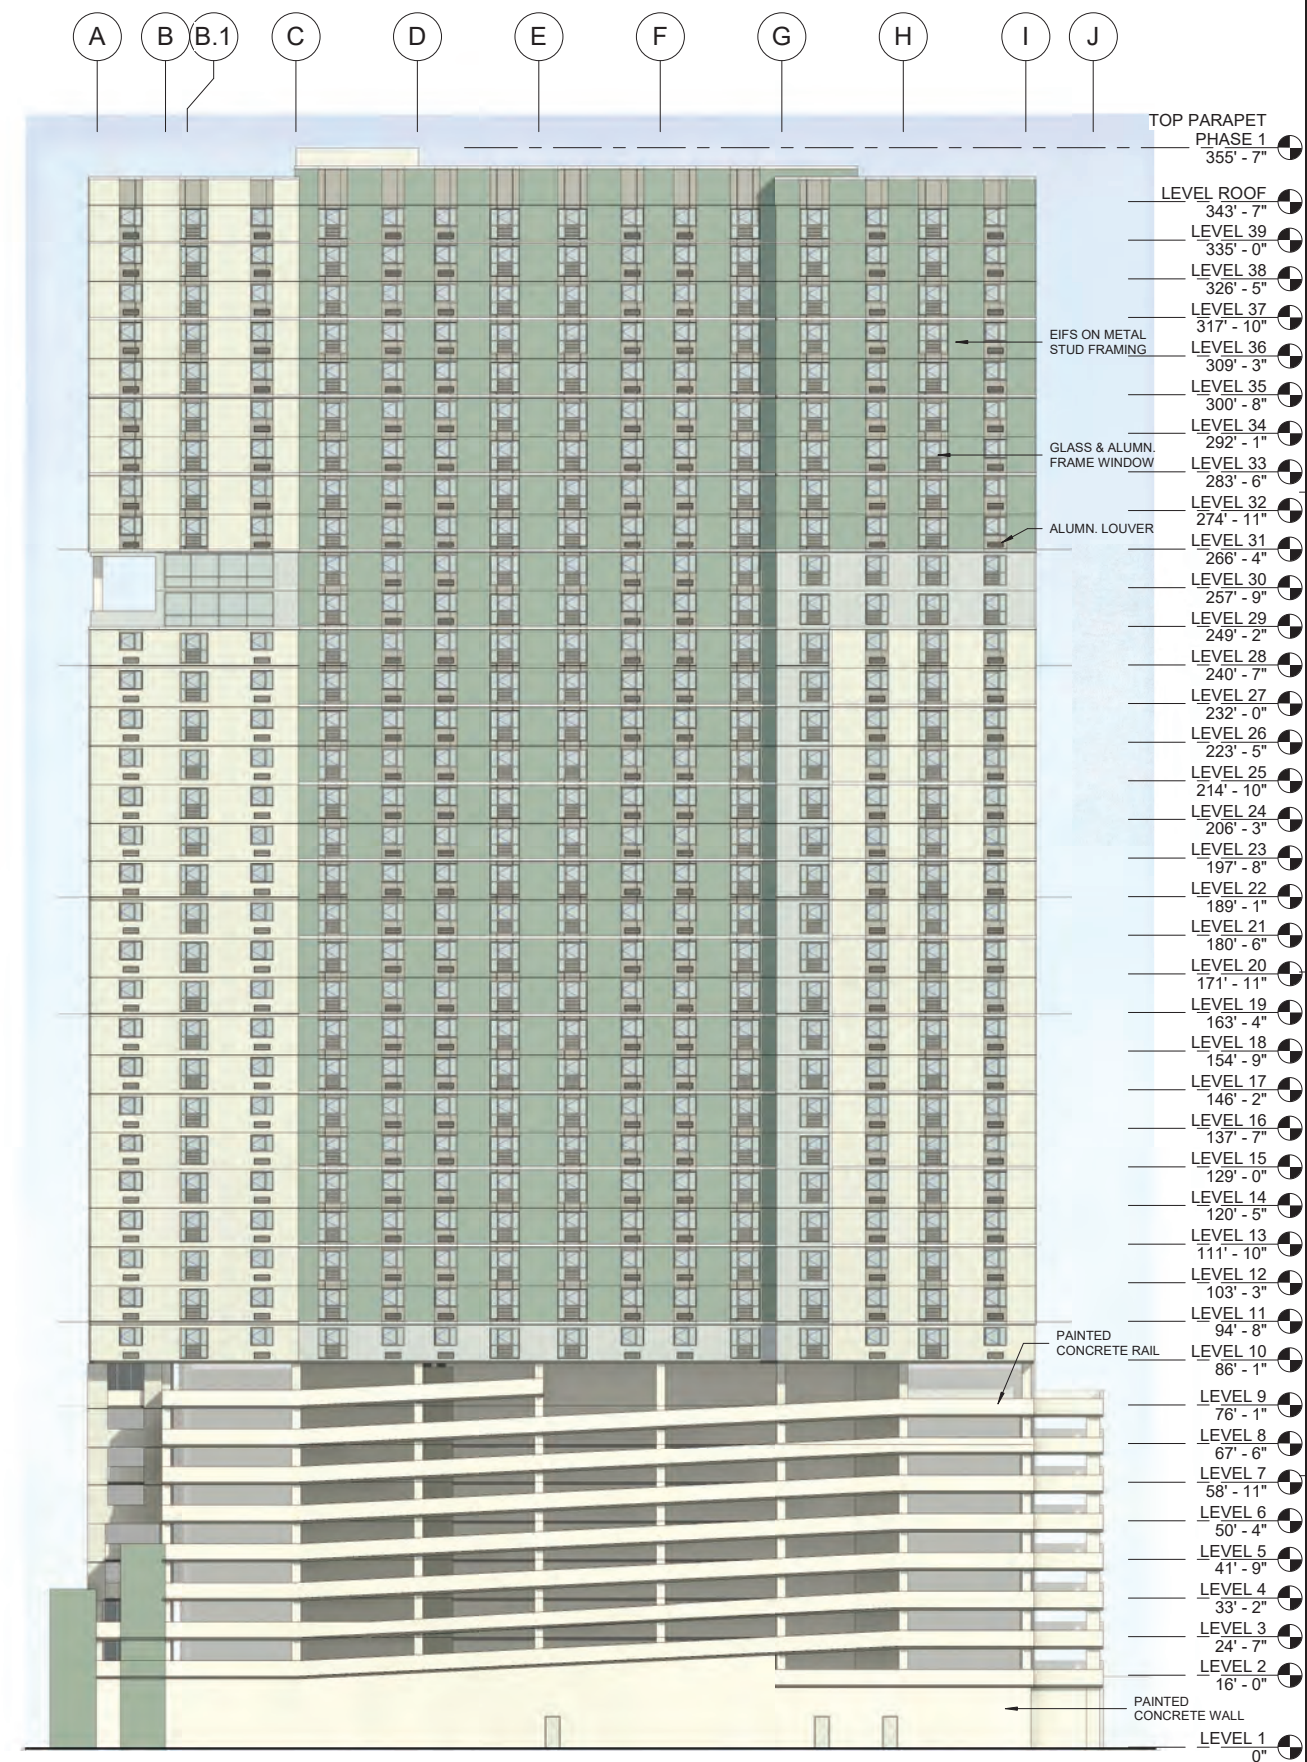 A B B.1 C D E F G H I J
TOP PARAPET
PHASE 1
355' - 7"
LEVEL ROOF
343' - 7"
LEVEL 39
335' - 0"
LEVEL 38
326' - 5"
LEVEL 37
317' - 10"
EIFS ON METAL
STUD FRAMING
LEVEL 36
309' - 3"
LEVEL 35
300' - 8"
LEVEL 34
292' - 1"
GLASS & ALUMN.
FRAME WINDOW
LEVEL 33
283' - 6"
LEVEL 32
274' - 11"
ALUMN. LOUVER
LEVEL 31
266' - 4"
LEVEL 30
257' - 9"
LEVEL 29
249' - 2"
LEVEL 28
240' - 7"
LEVEL 27
232' - 0"
LEVEL 26
223' - 5"
LEVEL 25
214' - 10"
LEVEL 24
206' - 3"
LEVEL 23
197' - 8"
LEVEL 22
189' - 1"
LEVEL 21
180' - 6"
LEVEL 20
171' - 11"
LEVEL 19
163' - 4"
LEVEL 18
154' - 9"
LEVEL 17
146' - 2"
LEVEL 16
137' - 7"
LEVEL 15
129' - 0"
LEVEL 14
120' - 5"
LEVEL 13
111' - 10"
LEVEL 12
103' - 3"
LEVEL 11
94' - 8"
PAINTED
CONCRETE RAIL
LEVEL 10
86' - 1"
LEVEL 9
76' - 1"
LEVEL 8
67' - 6"
LEVEL 7
58' - 11"
LEVEL 6
50' - 4"
LEVEL 5
41' - 9"
LEVEL 4
33' - 2"
LEVEL 3
24' - 7"
LEVEL 2
16' - 0"
PAINTED
CONCRETE WALL
LEVEL 1
0"